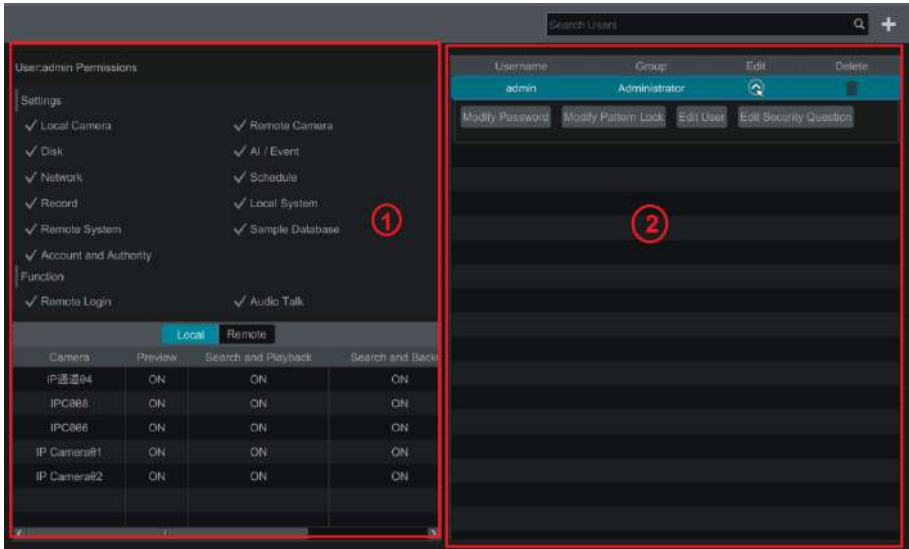 Search Users
User:admin Permissions
Settings
Local Camera Remote Camera
Disk AI / Event
Network Schedule
Record Local System
Remote System Sample Database
Account and Authority
Function
Remote Login Audio Talk
Local Remote
Camera Preview Search and Playback Search and Back
IP通道04 ON ON ON
IPC008 ON ON ON
IPC006 ON ON ON
IP Camera01 ON ON ON
IP Camera02 ON ON ON
1
Username Group Edit Delete
admin Administrator
Modify Password Modify Pattern Lock Edit User Edit Security Question
2